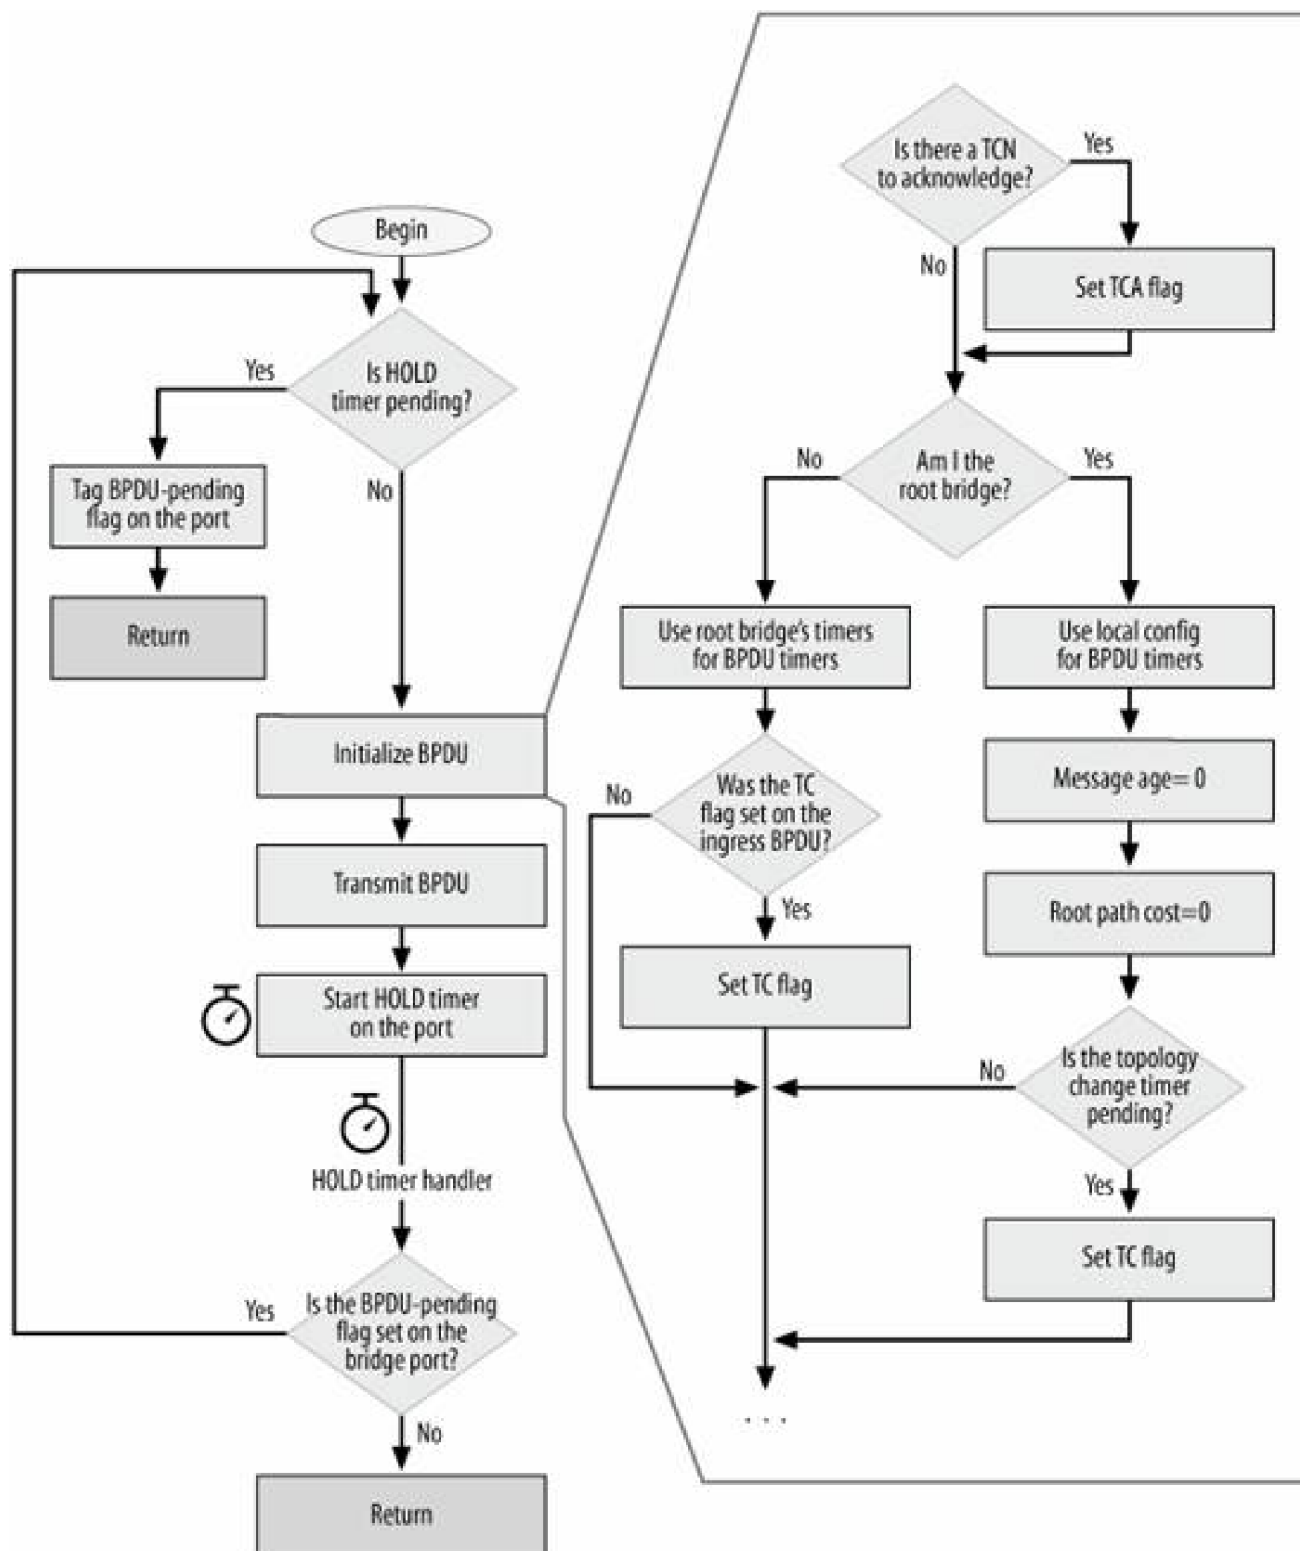 Begin
Is HOLD
timer pending?
Yes
No
Tag BPDU-pending
flag on the port
Return
Initialize BPDU
Transmit BPDU
Start HOLD timer
on the port
HOLD timer handler
Is the BPDU-pending
flag set on the
bridge port?
Yes
No
Return
Is there a TCN
to acknowledge?
Yes
No
Set TCA flag
Am I the
root bridge?
No
Yes
Use root bridge's timers
for BPDU timers
Use local config
for BPDU timers
Was the TC
flag set on the
ingress BPDU?
No
Yes
Set TC flag
Message age= 0
Root path cost=0
Is the topology
change timer
pending?
No
Yes
Set TC flag
. . .